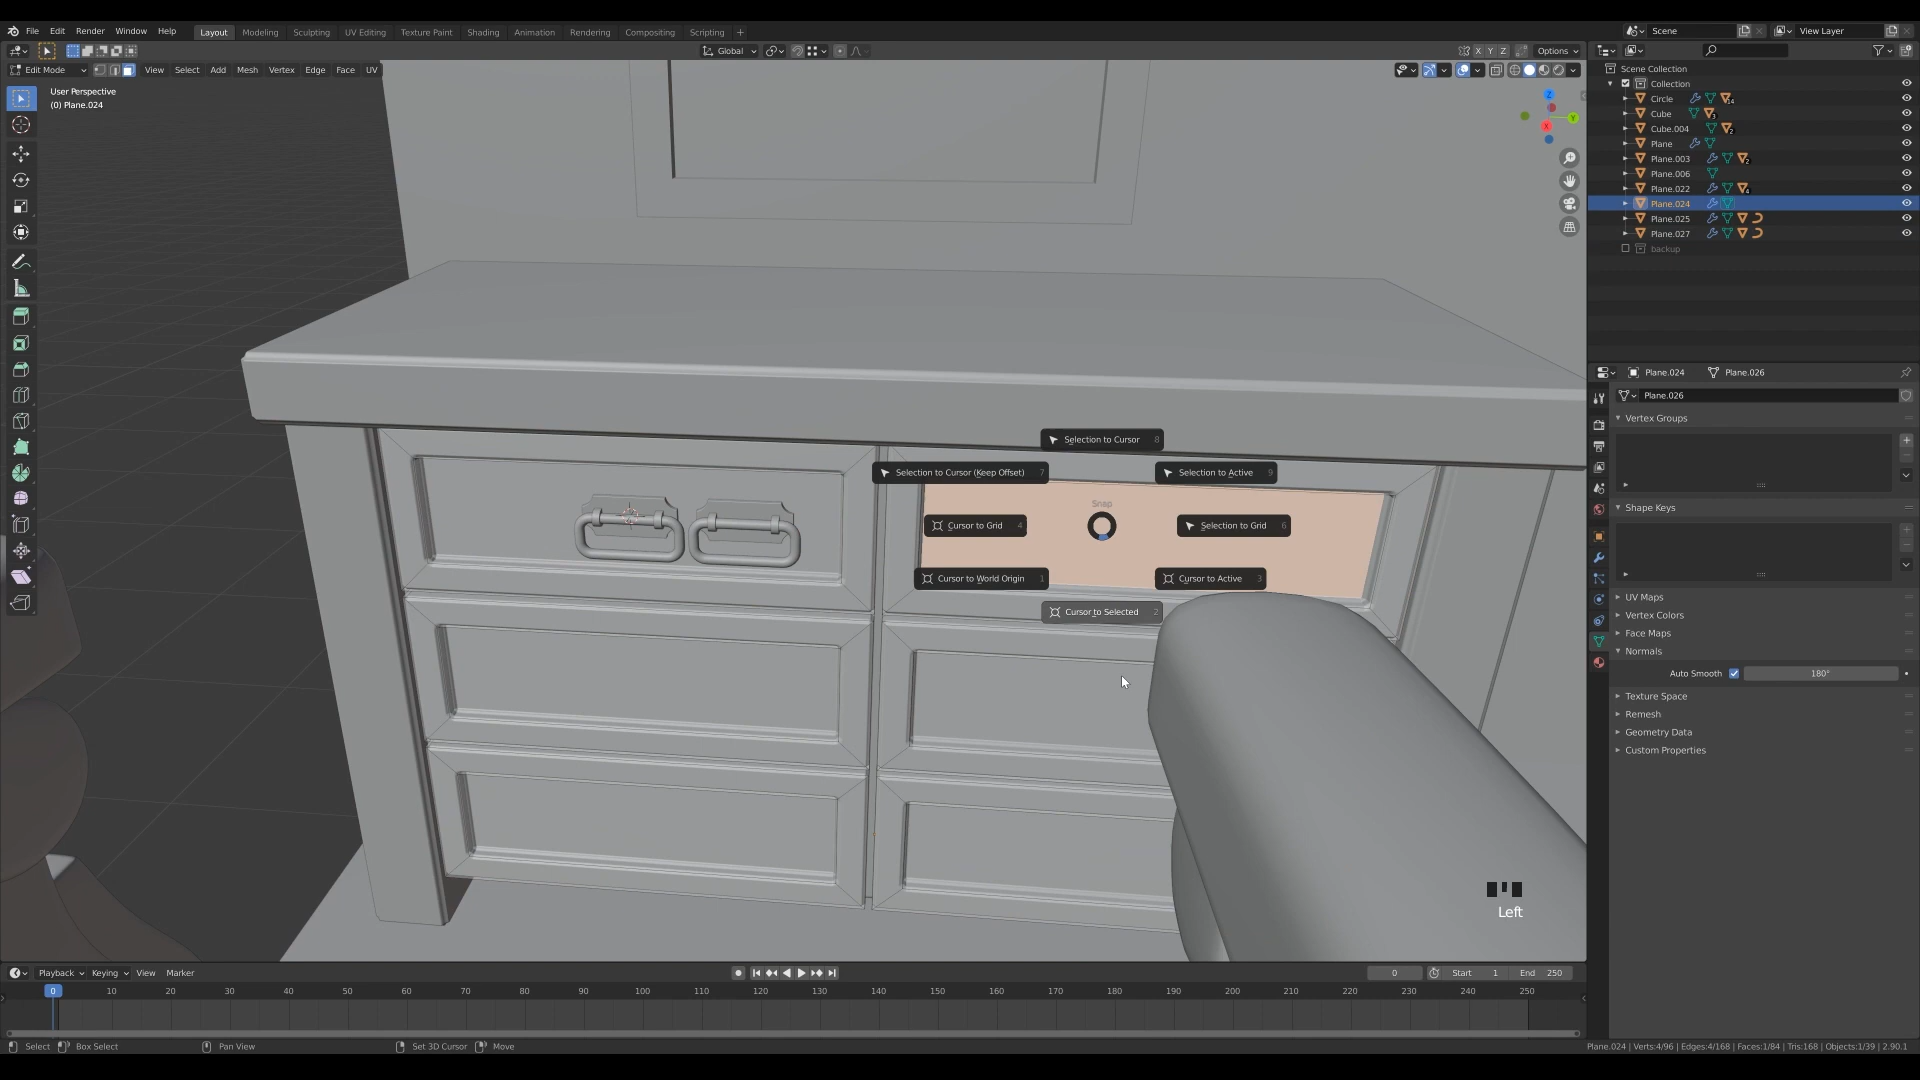 File Edit Render Window Help Layout Modeling Sculpting UV Editing Texture Paint Shading Animation Rendering Compositing Scripting + Scene View Layer
Global X Y Z Options
Edit Mode View Select Add Mesh Vertex Edge Face UV
User Perspective
(0) Plane.024
Z
Y
X
Scene Collection
Collection
Circle 14
Cube 3
Cube.004 2
Plane
Plane.003 2
Plane.006
Plane.022 4
Plane.024
Plane.025
Plane.027
backup
Selection to Cursor 8
Selection to Cursor (Keep Offset) 7
Selection to Active 9
Snap
Cursor to Grid 4
Selection to Grid 6
Cursor to World Origin 1
Cursor to Active 3
Cursor to Selected 2
Left
Plane.024 Plane.026
Plane.026
Vertex Groups
Shape Keys
UV Maps
Vertex Colors
Face Maps
Normals
Auto Smooth 180°
Texture Space
Remesh
Geometry Data
Custom Properties
Playback Keying View Marker 0 Start 1 End 250
0 10 20 30 40 50 60 70 80 90 100 110 120 130 140 150 160 170 180 190 200 210 220 230 240 250
Select Box Select Pan View Set 3D Cursor Move Plane.024 | Verts:4/96 | Edges:4/168 | Faces:1/84 | Tris:168 | Objects:1/39 | 2.90.1